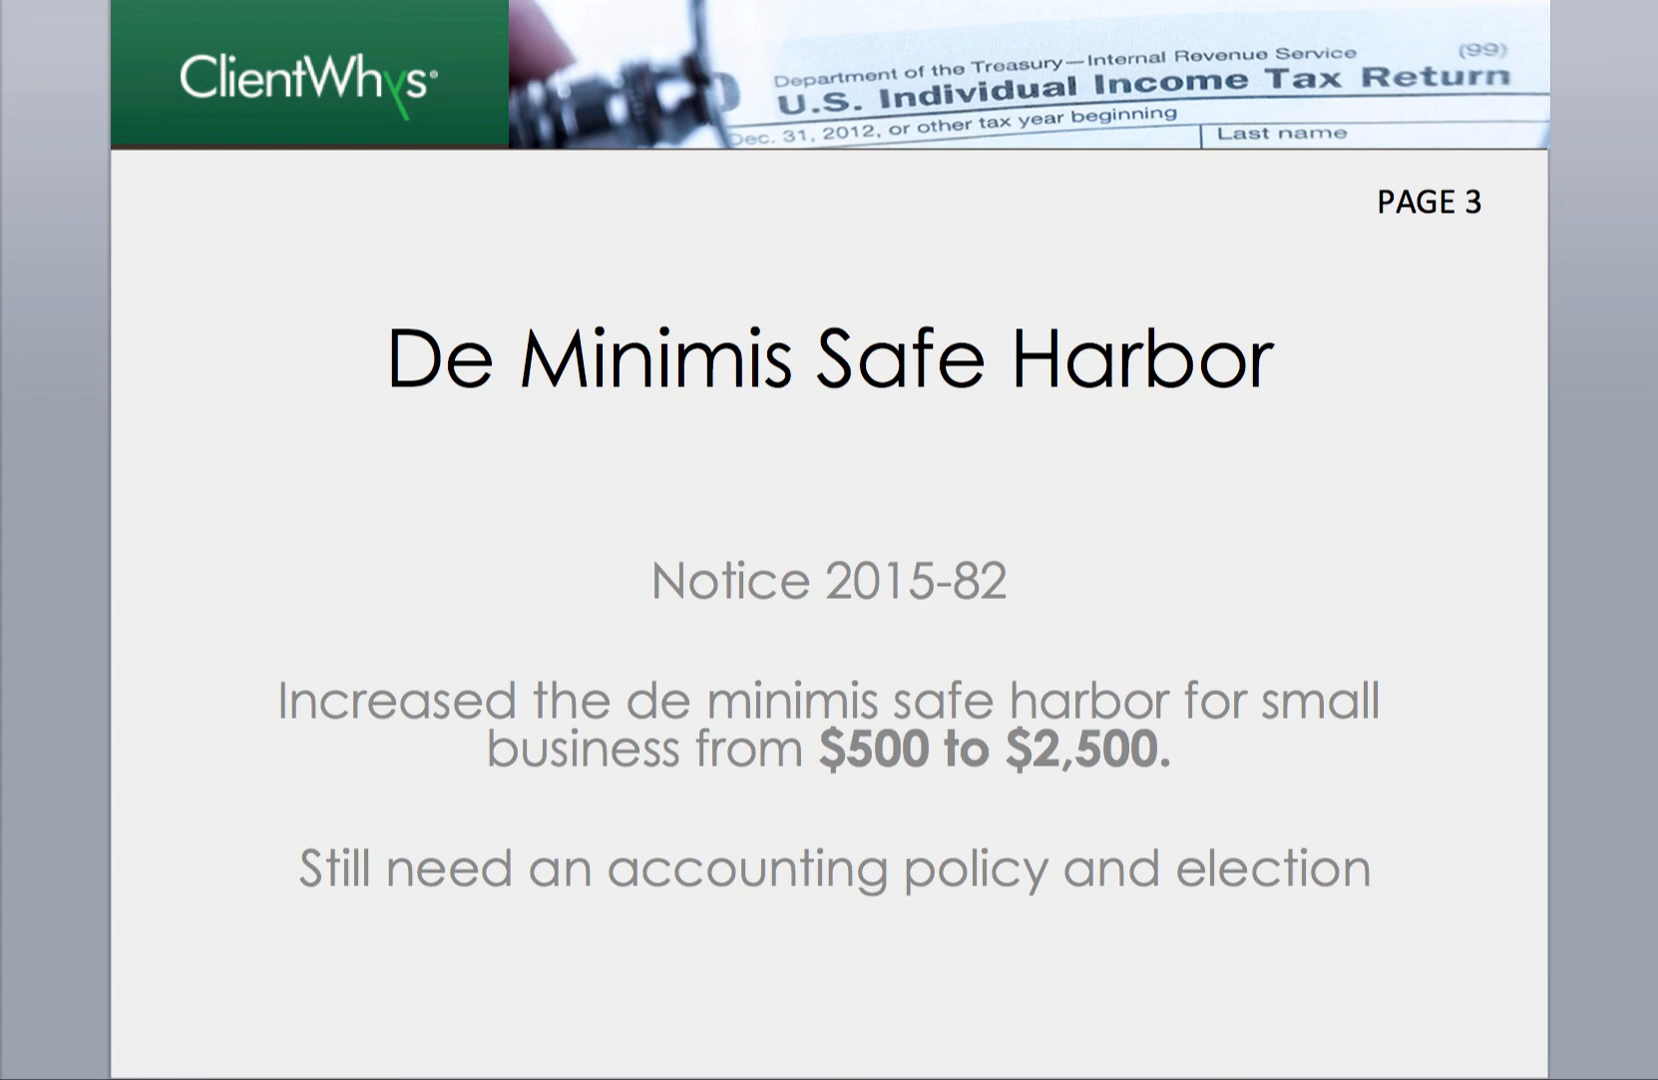 ClientWhys®
Department of the Treasury—Internal Revenue Service
(99)
U.S. Individual Income Tax Return
Dec. 31, 2012, or other tax year beginning
Last name
PAGE 3
De Minimis Safe Harbor
Notice 2015-82
Increased the de minimis safe harbor for small
business from $500 to $2,500.
Still need an accounting policy and election